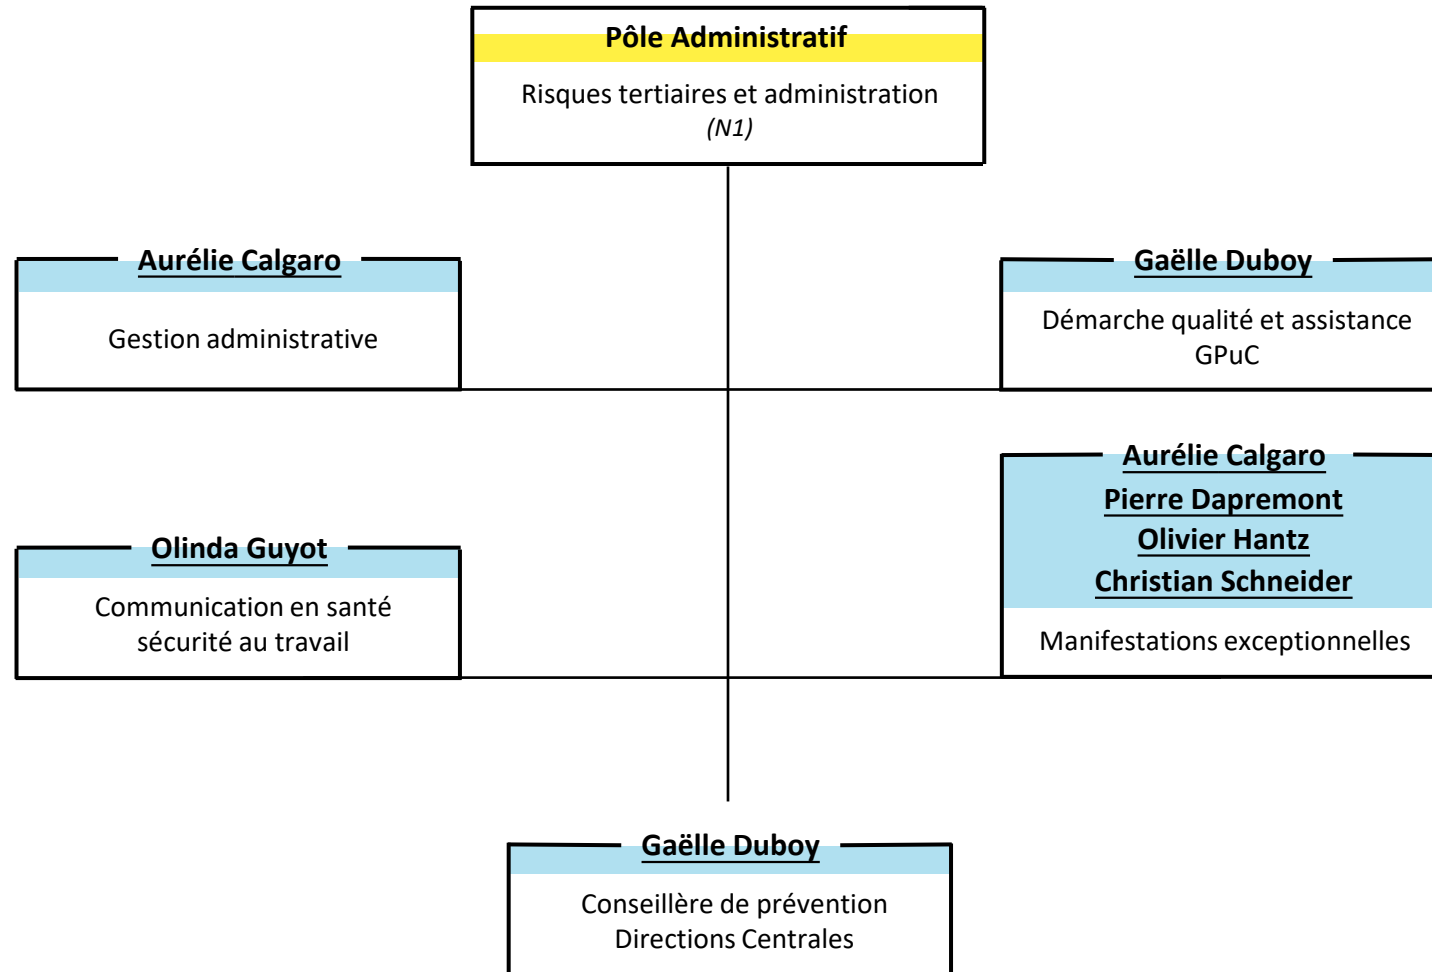 Pôle Administratif
Risques tertiaires et administration
(N1)
Aurélie Calgaro
Gestion administrative
Gaëlle Duboy
Démarche qualité et assistance
GPuC
Olinda Guyot
Communication en santé
sécurité au travail
Aurélie Calgaro
Pierre Dapremont
Olivier Hantz
Christian Schneider
Manifestations exceptionnelles
Gaëlle Duboy
Conseillère de prévention
Directions Centrales